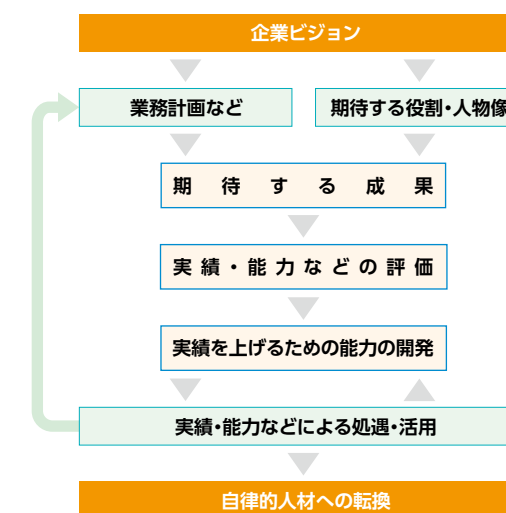 企業ビジョン
業務計画など
期待する役割・人物像
期待する成果
実績・能力などの評価
実績を上げるための能力の開発
実績・能力などによる処遇・活用
自律的人材への転換